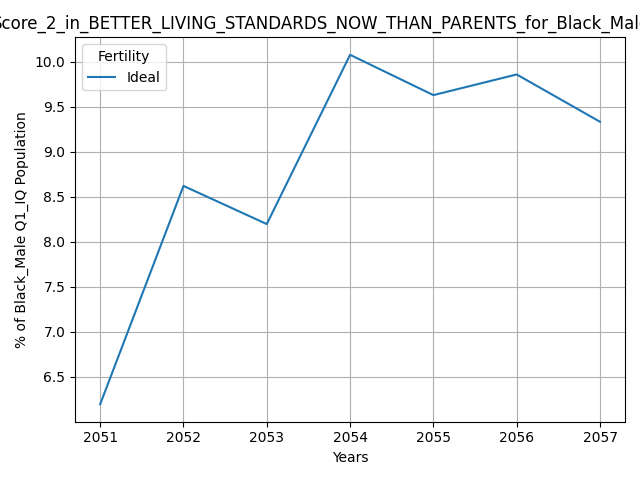 Score_2_in_BETTER_LIVING_STANDARDS_NOW_THAN_PARENTS_for_Black_Male
Fertility
Ideal
% of Black_Male Q1_IQ Population
10.0
9.5
9.0
8.5
8.0
7.5
7.0
6.5
2051 2052 2053 2054 2055 2056 2057
Years